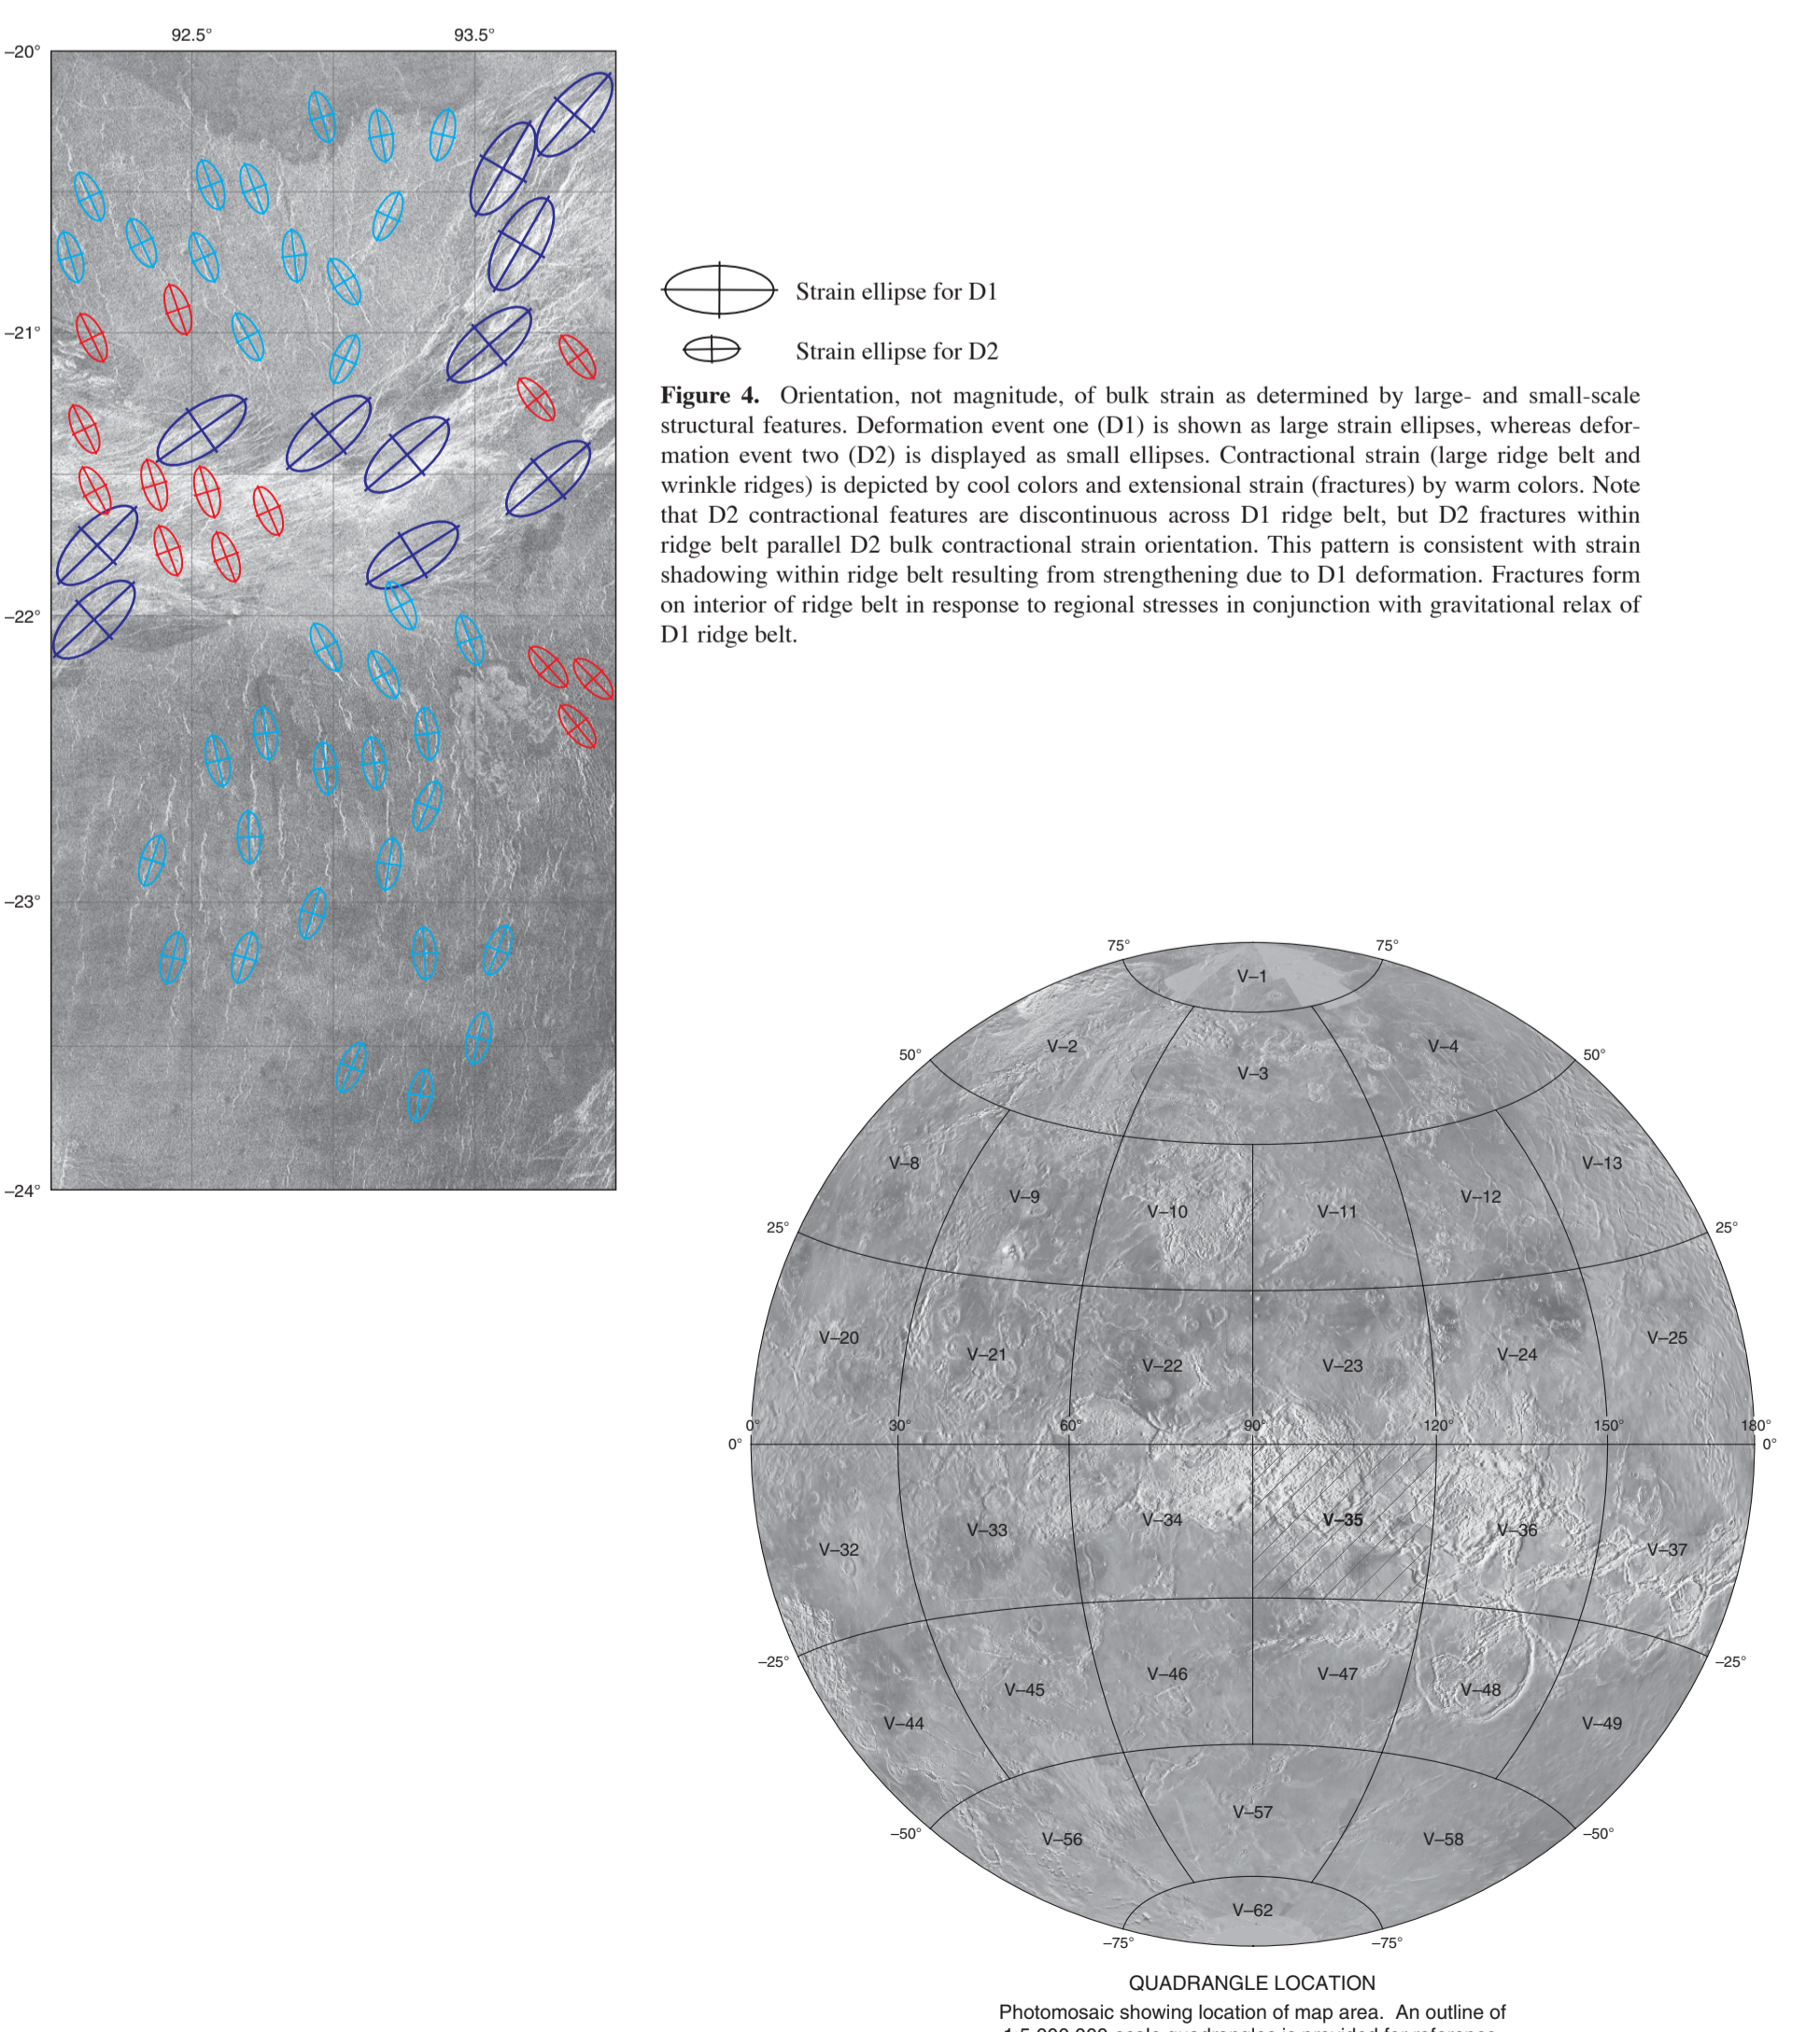 92.5°
93.5°
–20°
–21°
–22°
–23°
–24°
Strain ellipse for D1
Strain ellipse for D2
Figure 4. Orientation, not magnitude, of bulk strain as determined by large- and small-scale
structural features. Deformation event one (D1) is shown as large strain ellipses, whereas defor-
mation event two (D2) is displayed as small ellipses. Contractional strain (large ridge belt and
wrinkle ridges) is depicted by cool colors and extensional strain (fractures) by warm colors. Note
that D2 contractional features are discontinuous across D1 ridge belt, but D2 fractures within
ridge belt parallel D2 bulk contractional strain orientation. This pattern is consistent with strain
shadowing within ridge belt resulting from strengthening due to D1 deformation. Fractures form
on interior of ridge belt in response to regional stresses in conjunction with gravitational relax of
D1 ridge belt.
75° 75°
V–1
50° V–2 V–3 V–4 50°
V–8 V–9 V–10 V–11 V–12 V–13
25° 25°
V–20 V–21 V–22 V–23 V–24 V–25
0° 30° 60° 90° 120° 150° 180°
0° 0°
V–32 V–33 V–34 V–35 V–36 V–37
–25° –25°
V–44 V–45 V–46 V–47 V–48 V–49
–50° V–56 V–57 V–58 –50°
V–62
–75° –75°
QUADRANGLE LOCATION
Photomosaic showing location of map area. An outline of
1:5,000,000-scale quadrangles is provided for reference.